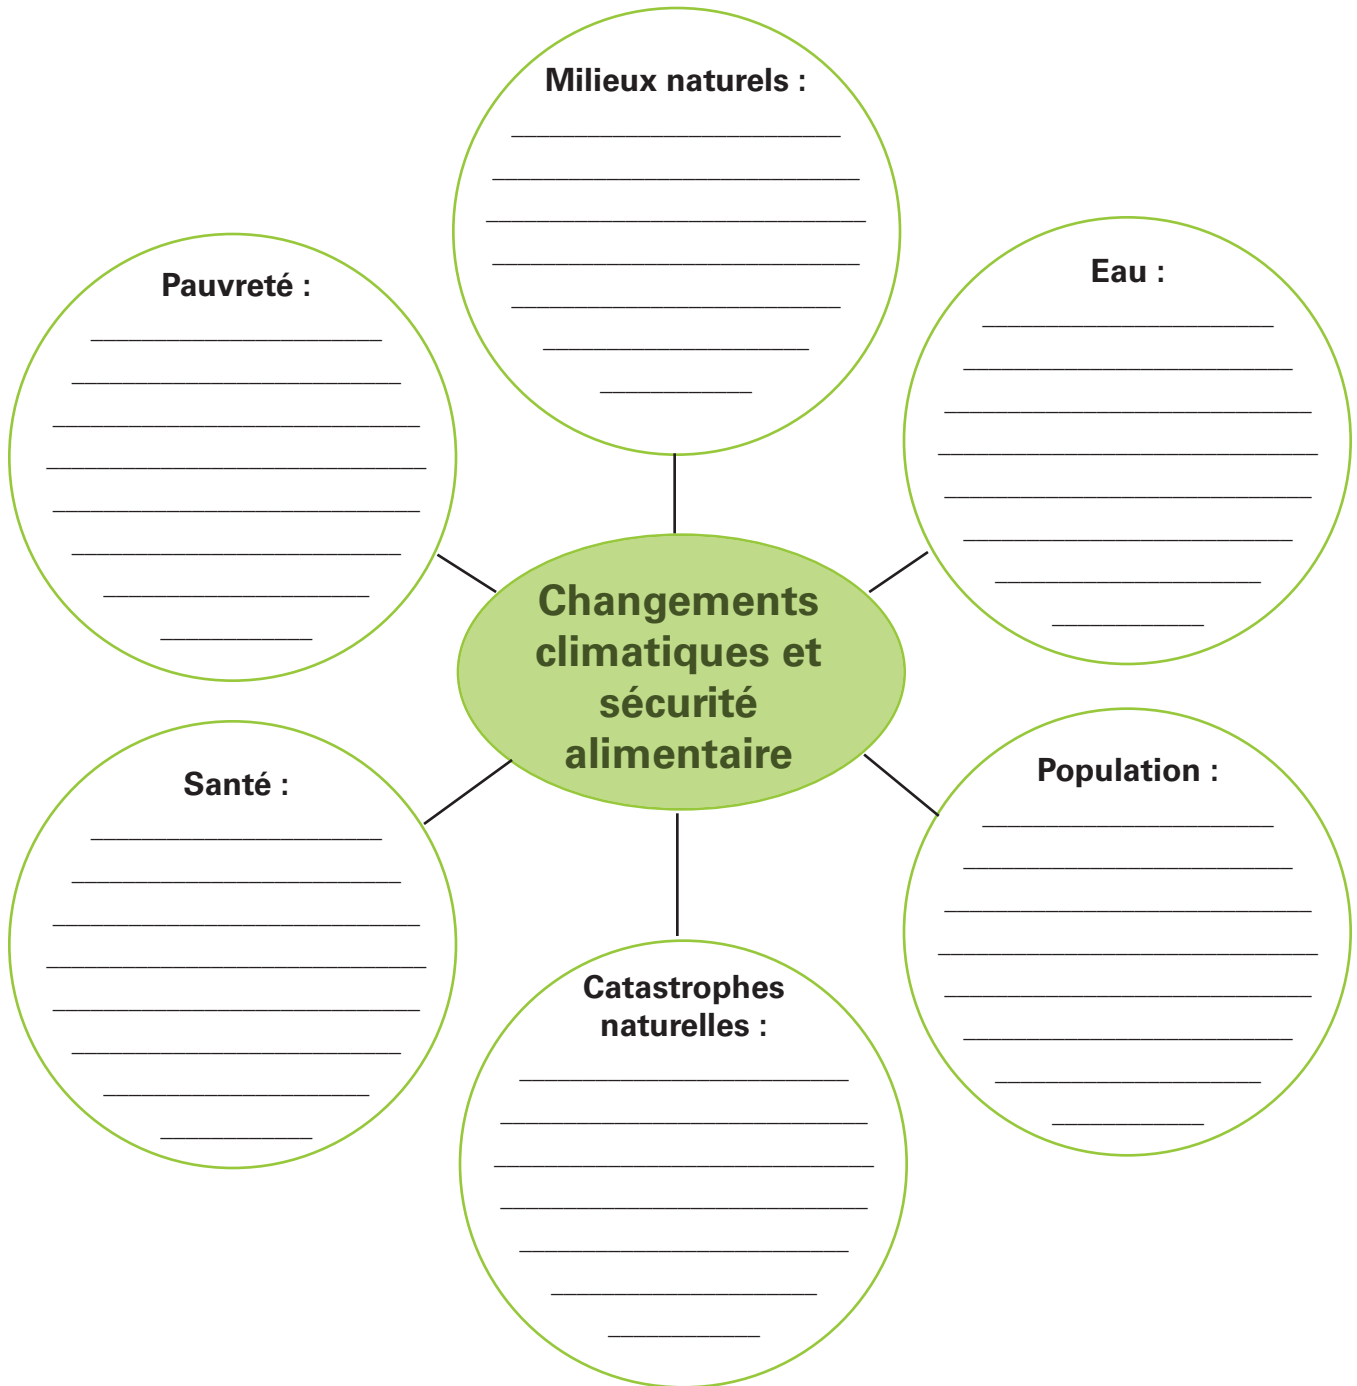 Milieux naturels :
Pauvreté :
Eau :
Changements
climatiques et
sécurité
alimentaire
Santé :
Population :
Catastrophes
naturelles :